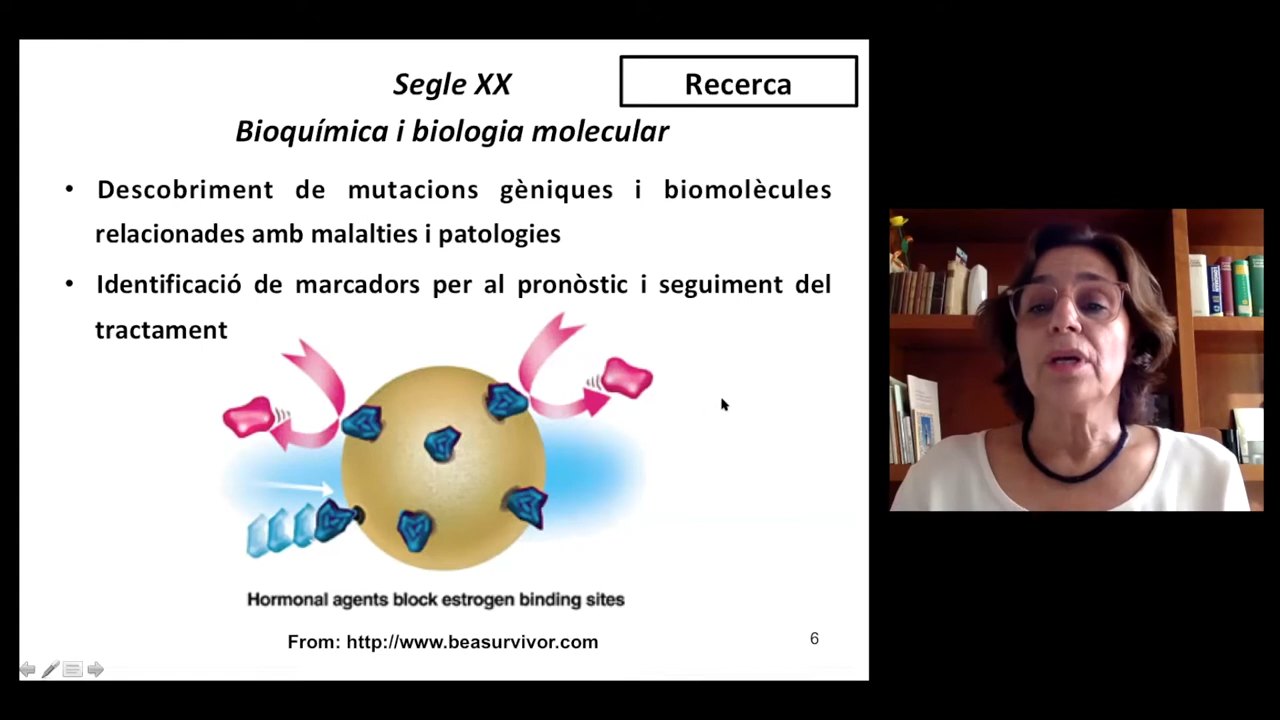 Segle XX
Recerca
Bioquímica i biologia molecular
• Descobriment de mutacions gèniques i biomolècules
relacionades amb malalties i patologies
• Identificació de marcadors per al pronòstic i seguiment del
tractament
Hormonal agents block estrogen binding sites
From: http://www.beasurvivor.com
6